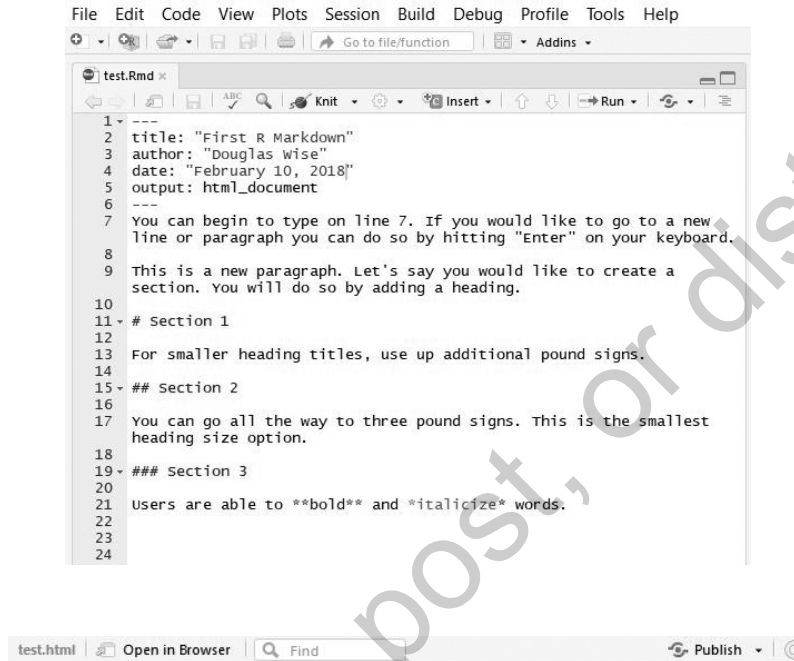 File Edit Code View Plots Session Build Debug Profile Tools Help
Go to file/function Addins
test.Rmd
ABC Knit Insert Run
1 ---
2 title: "First R Markdown"
3 author: "Douglas Wise"
4 date: "February 10, 2018"
5 output: html_document
6 ---
7 You can begin to type on line 7. If you would like to go to a new
line or paragraph you can do so by hitting "Enter" on your keyboard.
8
9 This is a new paragraph. Let's say you would like to create a
section. You will do so by adding a heading.
10
11 # Section 1
12
13 For smaller heading titles, use up additional pound signs.
14
15 ## Section 2
16
17 You can go all the way to three pound signs. This is the smallest
heading size option.
18
19 ### Section 3
20
21 Users are able to **bold** and *italicize* words.
22
23
24
post, or dist
test.html Open in Browser Find Publish